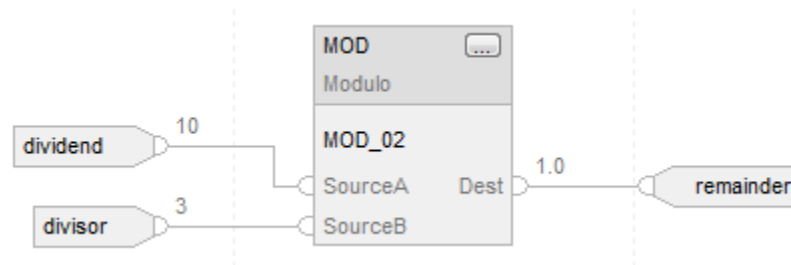 MOD ...
Modulo
dividend 10
MOD_02
SourceA Dest 1.0 remainder
divisor 3
SourceB